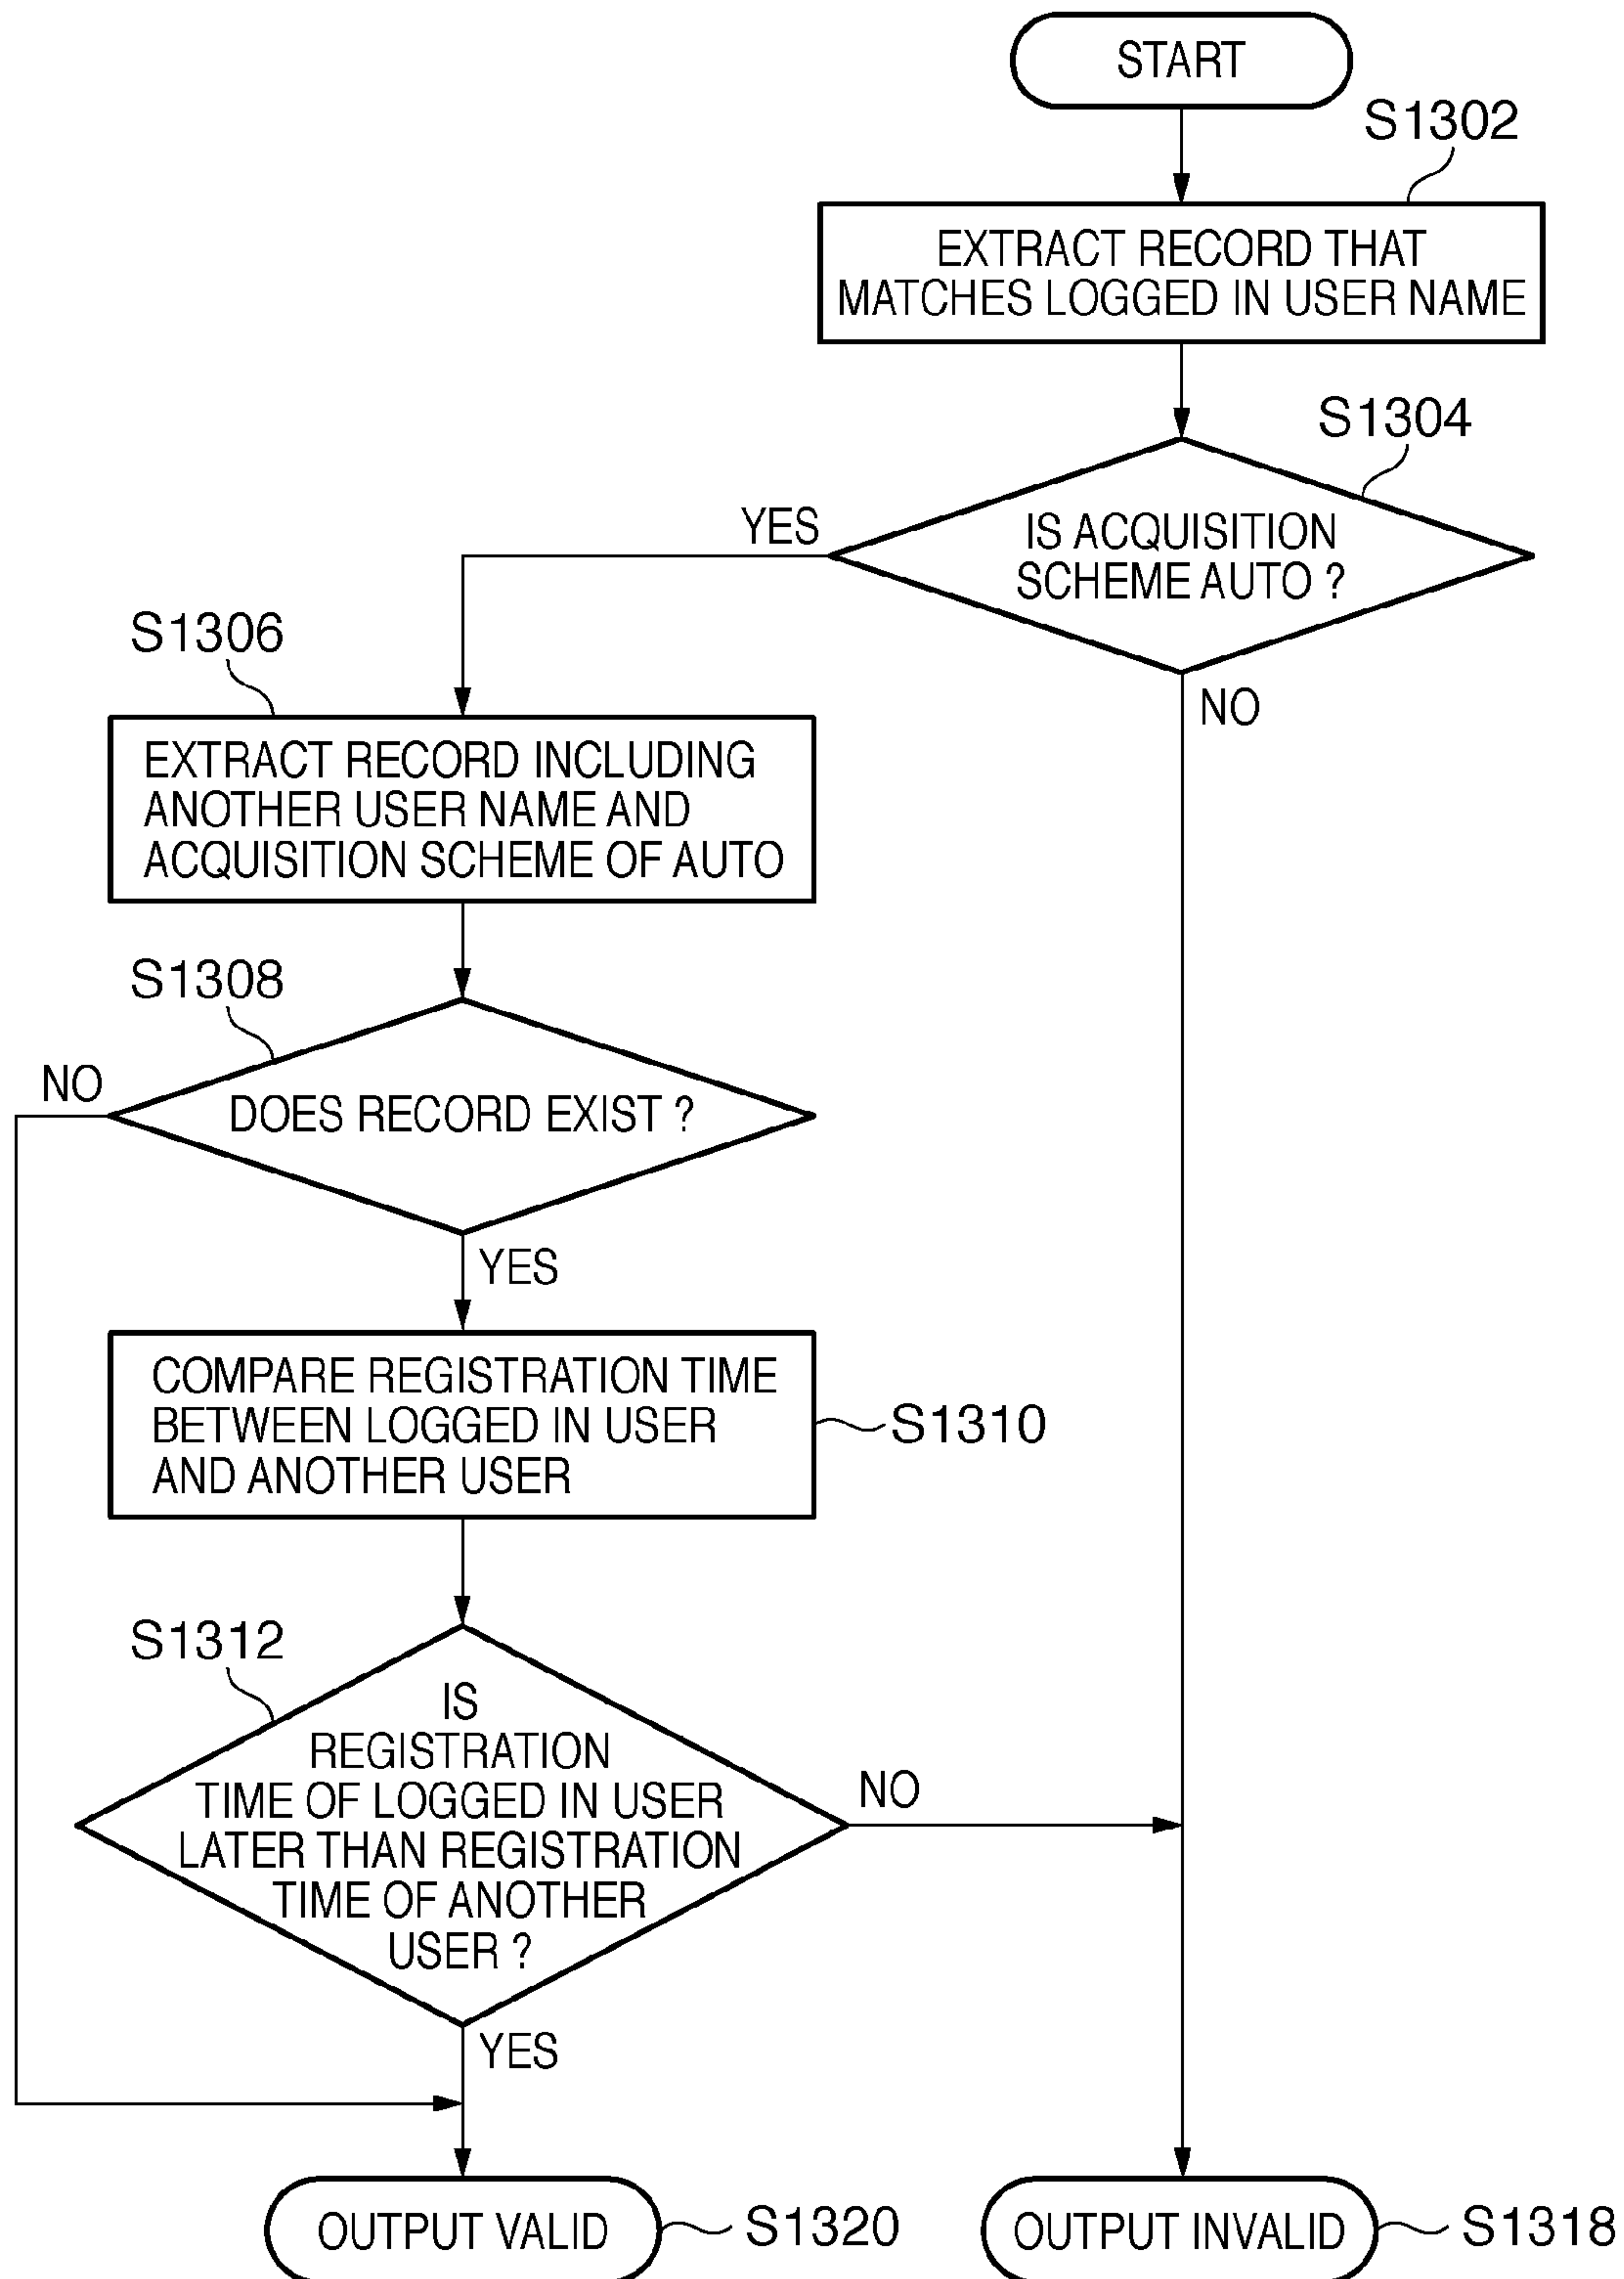 START
S1302
EXTRACT RECORD THAT
MATCHES LOGGED IN USER NAME
S1304
IS ACQUISITION
SCHEME AUTO ?
YES
NO
S1306
EXTRACT RECORD INCLUDING
ANOTHER USER NAME AND
ACQUISITION SCHEME OF AUTO
S1308
NO
DOES RECORD EXIST ?
YES
COMPARE REGISTRATION TIME
BETWEEN LOGGED IN USER
AND ANOTHER USER
S1310
S1312
IS
REGISTRATION
TIME OF LOGGED IN USER
LATER THAN REGISTRATION
TIME OF ANOTHER
USER ?
NO
YES
OUTPUT VALID
S1320
OUTPUT INVALID
S1318